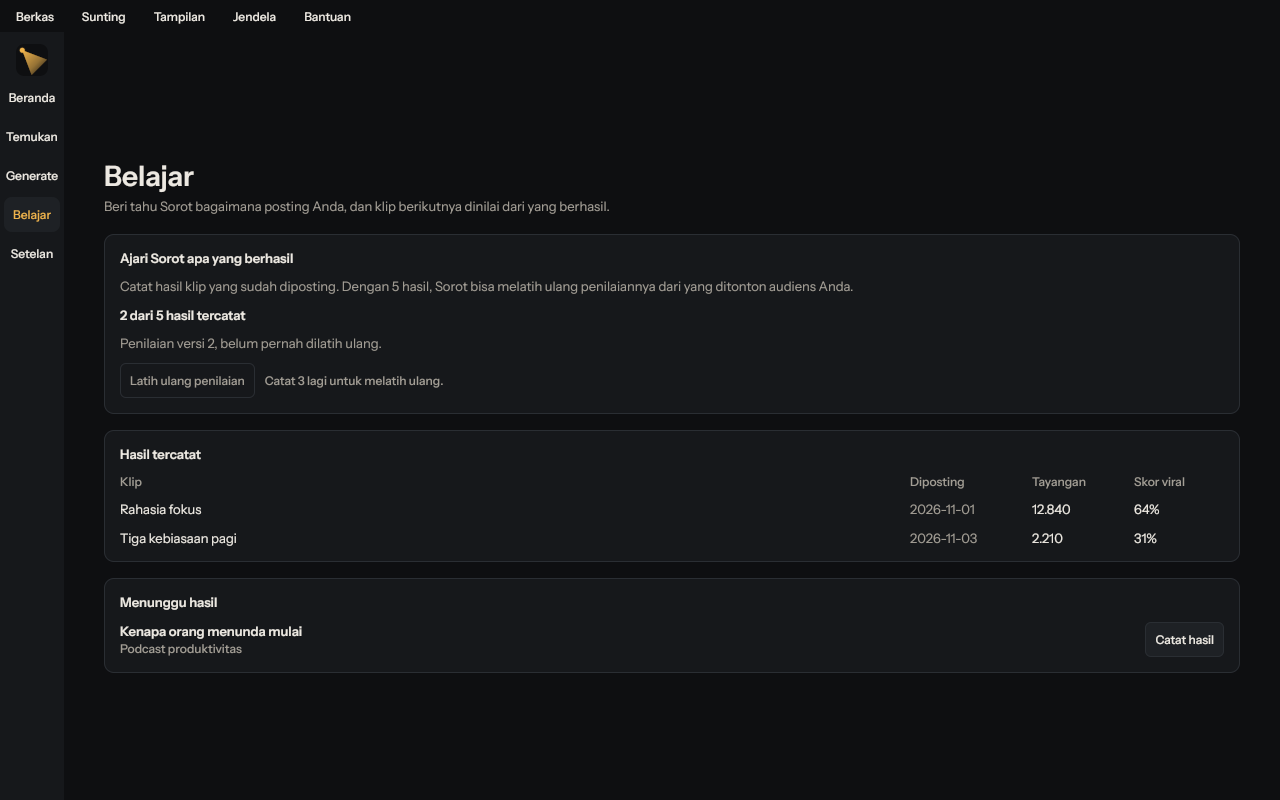 Berkas Sunting Tampilan Jendela Bantuan
Beranda
Temukan
Generate
Belajar
Setelan
Belajar
Beri tahu Sorot bagaimana posting Anda, dan klip berikutnya dinilai dari yang berhasil.
Ajari Sorot apa yang berhasil
Catat hasil klip yang sudah diposting. Dengan 5 hasil, Sorot bisa melatih ulang penilaiannya dari yang ditonton audiens Anda.
2 dari 5 hasil tercatat
Penilaian versi 2, belum pernah dilatih ulang.
Latih ulang penilaian Catat 3 lagi untuk melatih ulang.
Hasil tercatat
Klip Diposting Tayangan Skor viral
Rahasia fokus 2026-11-01 12.840 64%
Tiga kebiasaan pagi 2026-11-03 2.210 31%
Menunggu hasil
Kenapa orang menunda mulai
Podcast produktivitas
Catat hasil